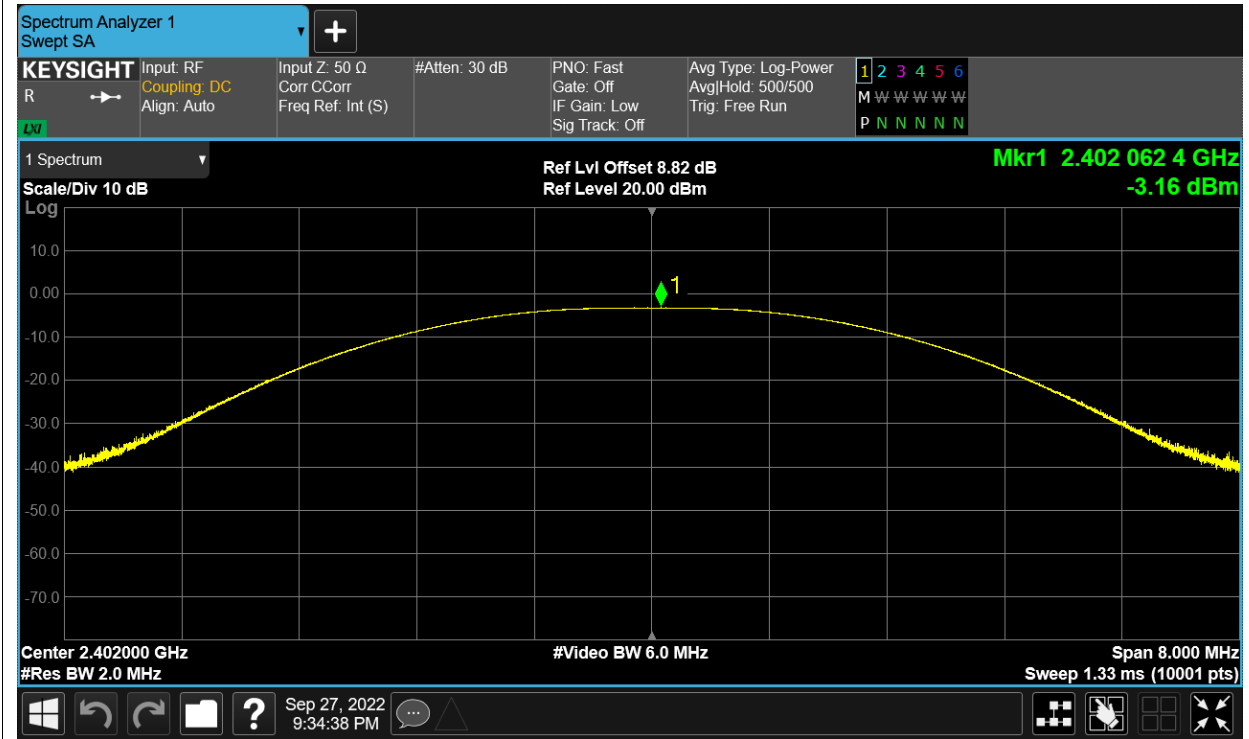 Spectrum Analyzer 1
Swept SA
KEYSIGHT
R
LXI
Input: RF
Coupling: DC
Align: Auto
Input Z: 50 Ω
Corr CCorr
Freq Ref: Int (S)
#Atten: 30 dB
PNO: Fast
Gate: Off
IF Gain: Low
Sig Track: Off
Avg Type: Log-Power
Avg|Hold: 500/500
Trig: Free Run
1 2 3 4 5 6
M W W W W W
P N N N N N
1 Spectrum
Scale/Div 10 dB
Log
Ref Lvl Offset 8.82 dB
Ref Level 20.00 dBm
Mkr1 2.402 062 4 GHz
-3.16 dBm
10.0
0.00
-10.0
-20.0
-30.0
-40.0
-50.0
-60.0
-70.0
1
Center 2.402000 GHz
#Res BW 2.0 MHz
#Video BW 6.0 MHz
Span 8.000 MHz
Sweep 1.33 ms (10001 pts)
?
Sep 27, 2022
9:34:38 PM